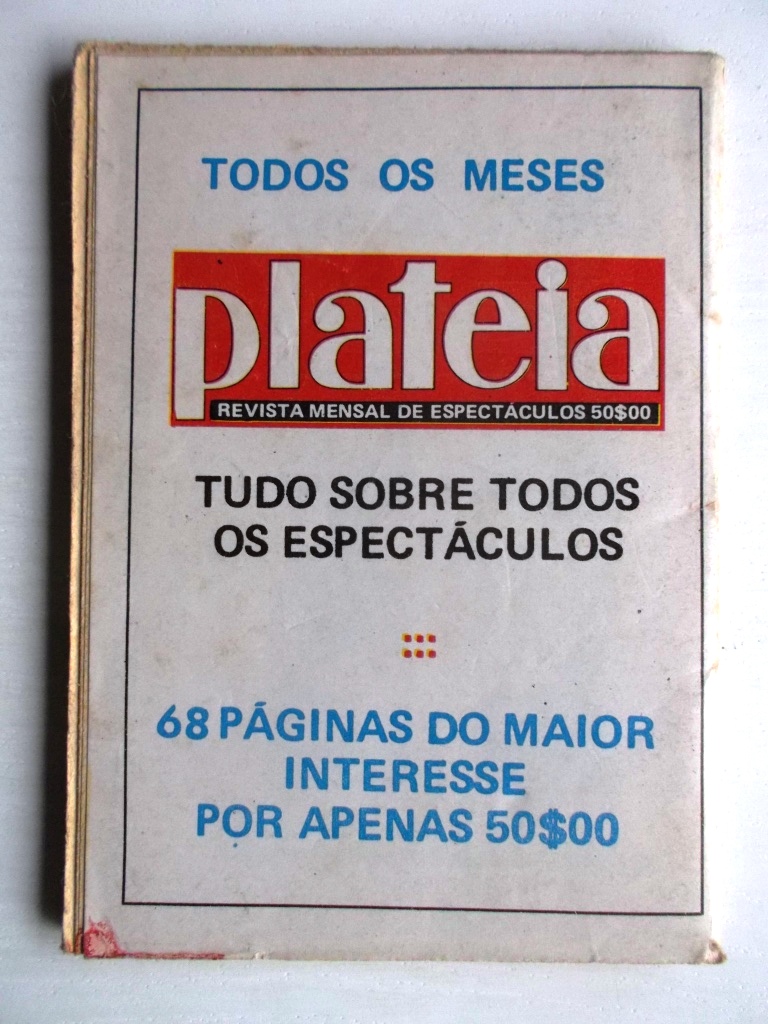 TODOS OS MESES
plateia
REVISTA MENSAL DE ESPECTÁCULOS 50$00
TUDO SOBRE TODOS
OS ESPECTÁCULOS
68 PÁGINAS DO MAIOR
INTERESSE
POR APENAS 50$00